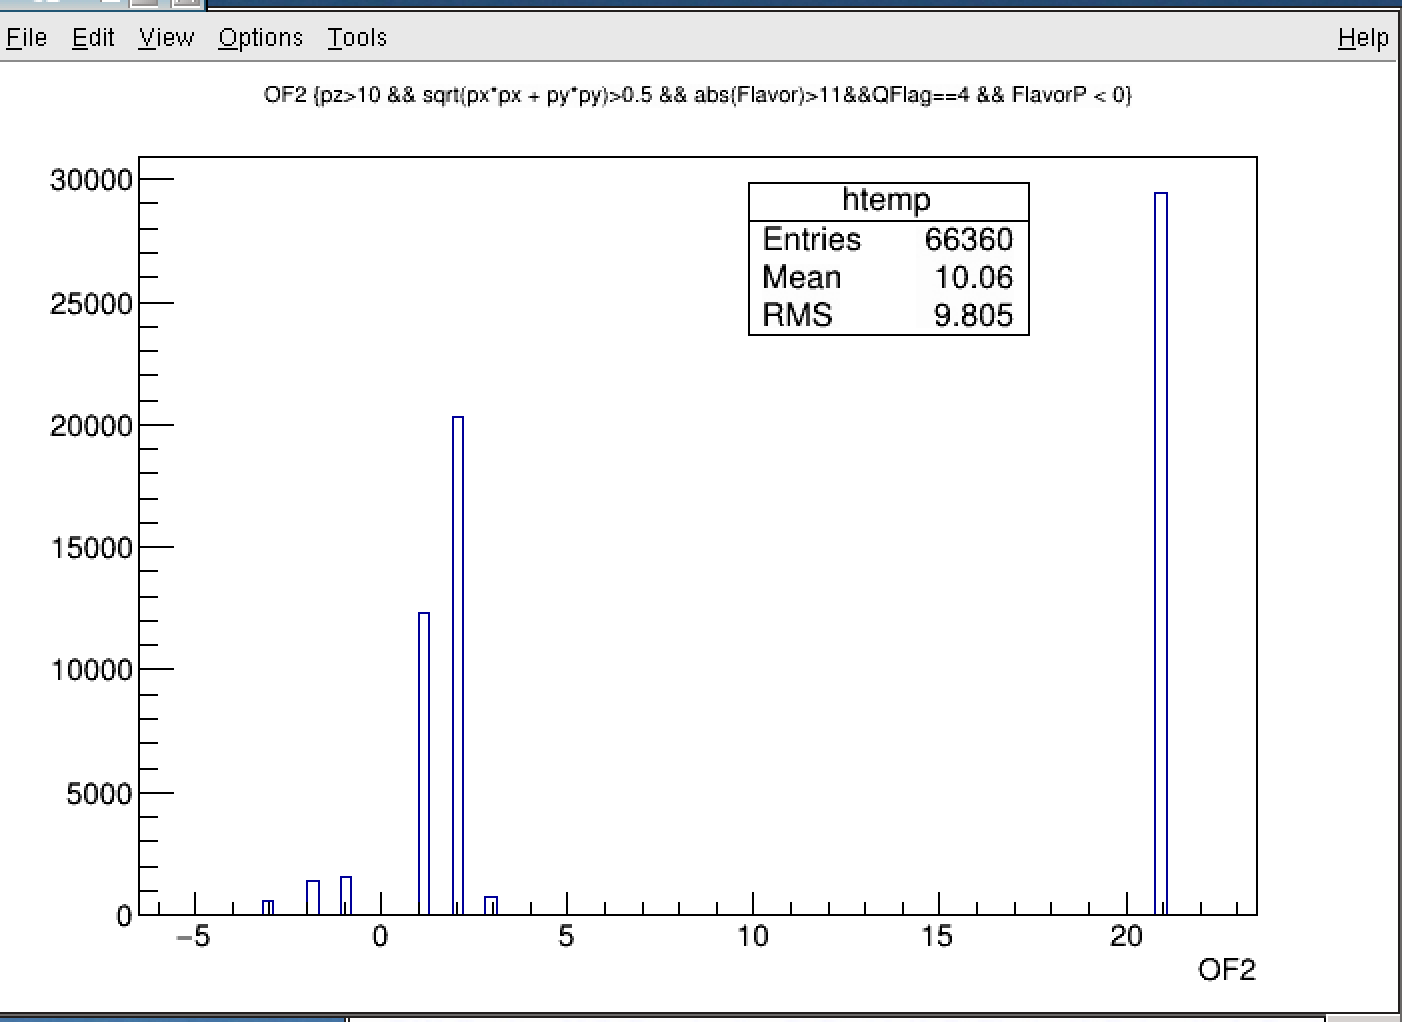 File Edit View Options Tools Help
OF2 {pz>10 && sqrt(px*px + py*py)>0.5 && abs(Flavor)>11&&QFlag==4 && FlavorP < 0}
30000
25000
20000
15000
10000
5000
0
htemp
Entries 66360
Mean 10.06
RMS 9.805
−5 0 5 10 15 20
OF2